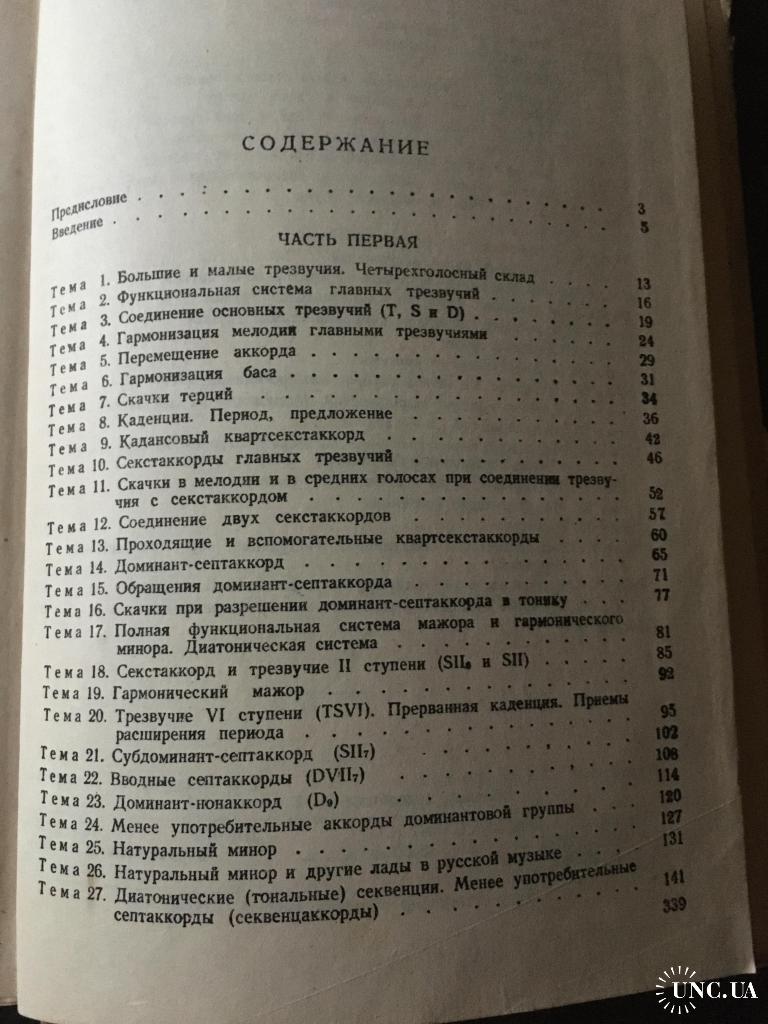 СОДЕРЖАНИЕ
Предисловие . . . . . . . . . . . . . . . . . . . . 3
Введение . . . . . . . . . . . . . . . . . . . . 5
ЧАСТЬ ПЕРВАЯ
Тема 1. Большие и малые трезвучия. Четырехголосный склад . . . . 13
Тема 2. Функциональная система главных трезвучий . . . . . . 16
Тема 3. Соединение основных трезвучий (T, S и D) . . . . . . . 19
Тема 4. Гармонизация мелодии главными трезвучиями . . . . . 24
Тема 5. Перемещение аккорда . . . . . . . . . . . . . 29
Тема 6. Гармонизация баса . . . . . . . . . . . . . . 31
Тема 7. Скачки терций . . . . . . . . . . . . . . . 34
Тема 8. Каденции. Период, предложение . . . . . . . . . 36
Тема 9. Кадансовый квартсекстаккорд . . . . . . . . . . 42
Тема 10. Секстаккорды главных трезвучий . . . . . . . . . 46
Тема 11. Скачки в мелодии и в средних голосах при соединении трезву-
чия с секстаккордом . . . . . . . . . . . . . 52
Тема 12. Соединение двух секстаккордов . . . . . . . . . 57
Тема 13. Проходящие и вспомогательные квартсекстаккорды . . . . 60
Тема 14. Доминант-септаккорд . . . . . . . . . . . . . 65
Тема 15. Обращения доминант-септаккорда . . . . . . . . . 71
Тема 16. Скачки при разрешении доминант-септаккорда в тонику . . . 77
Тема 17. Полная функциональная система мажора и гармонического
минора. Диатоническая система . . . . . . . . . . 81
Тема 18. Секстаккорд и трезвучие II ступени (SII₆ и SII) . . . . 85
Тема 19. Гармонический мажор . . . . . . . . . . . . 92
Тема 20. Трезвучие VI ступени (TSVI). Прерванная каденция. Приемы
расширения периода . . . . . . . . . . . . . 95
Тема 21. Субдоминант-септаккорд (SII₇) . . . . . . . . . 102
Тема 22. Вводные септаккорды (DVII₇) . . . . . . . . . 108
Тема 23. Доминант-нонаккорд (D₉) . . . . . . . . . . 114
Тема 24. Менее употребительные аккорды доминантовой группы . . . 120
Тема 25. Натуральный минор . . . . . . . . . . . . . 127
Тема 26. Натуральный минор и другие лады в русской музыке . . . 131
Тема 27. Диатонические (тональные) секвенции. Менее употребительные
септаккорды (секвенцаккорды) . . . . . . . . . . 141
339
UNC.UA